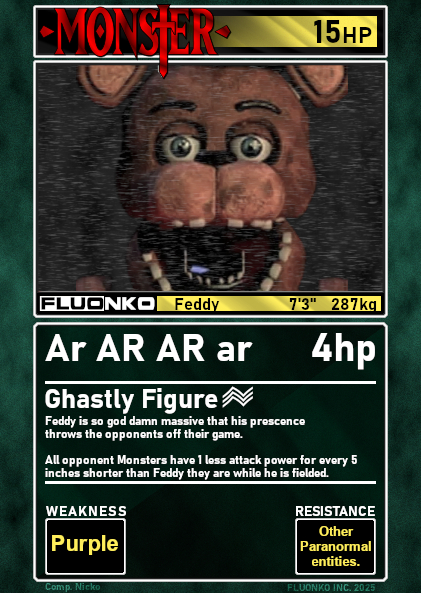 MONSTER
15HP
FLUONKO Feddy 7'3" 287kg
Ar AR AR ar 4hp
Ghastly Figure
Feddy is so god damn massive that his prescence
throws the opponents off their game.
All opponent Monsters have 1 less attack power for every 5
inches shorter than Feddy they are while he is fielded.
WEAKNESS
Purple
RESISTANCE
Other
Paranormal
entities.
Comp. Nicko
FLUONKO INC. 2025